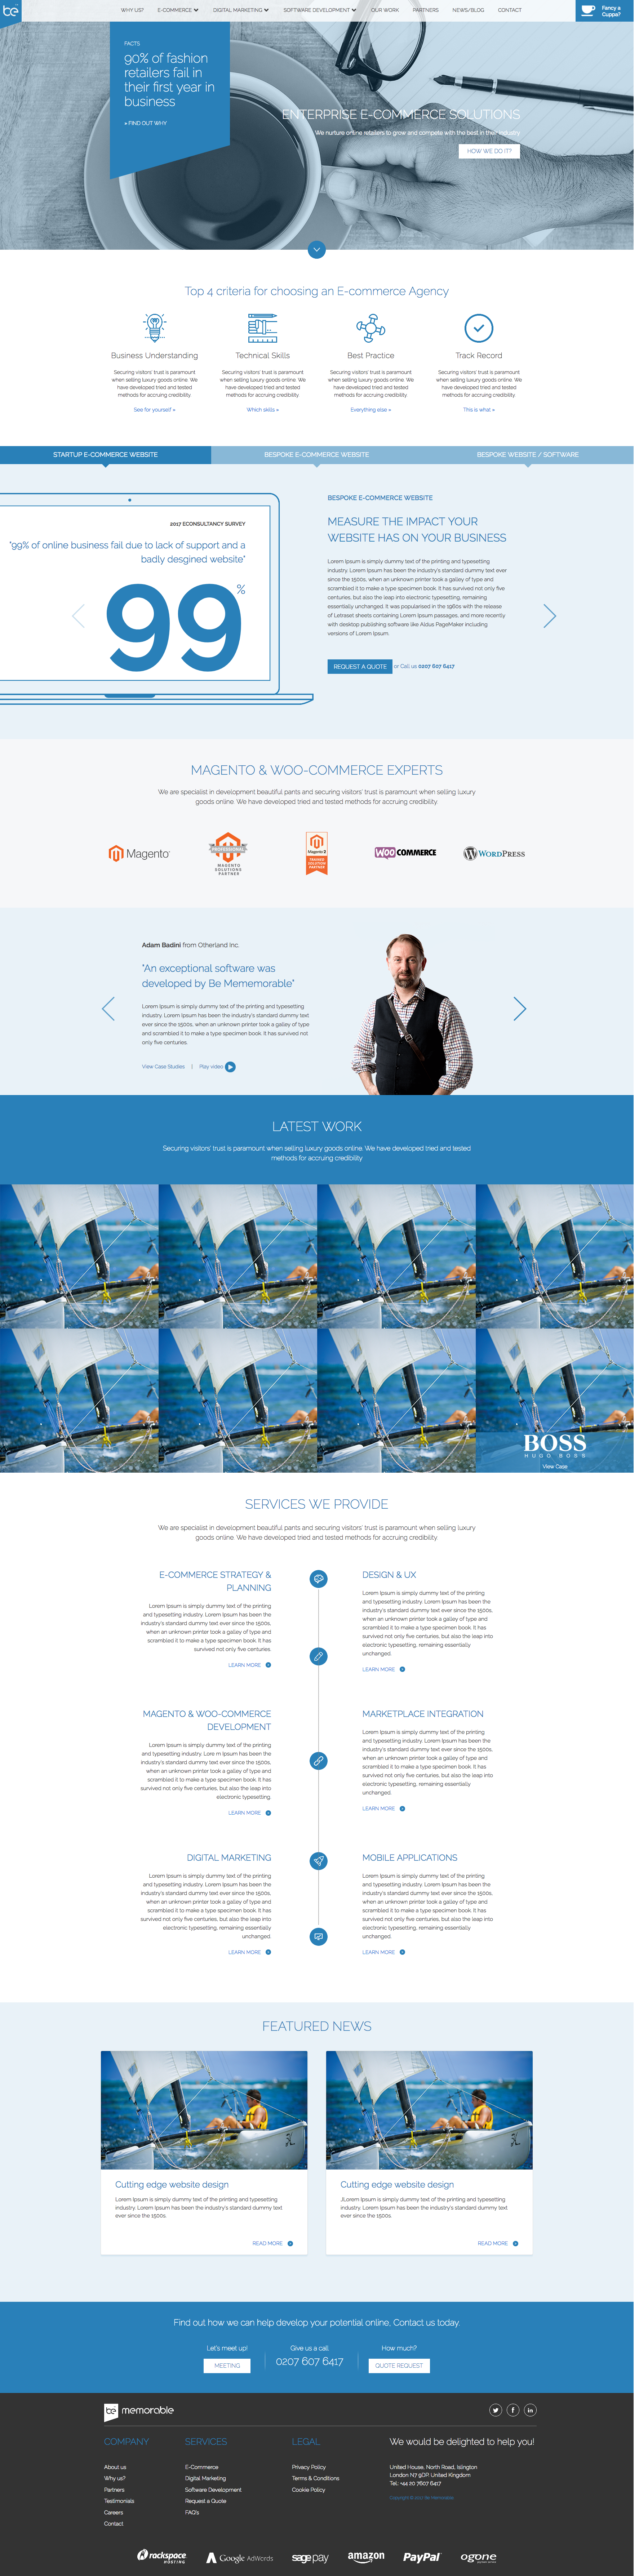 be
WHY US?
E-COMMERCE
DIGITAL MARKETING
SOFTWARE DEVELOPMENT
OUR WORK
PARTNERS
NEWS/BLOG
CONTACT
Fancy a
Cuppa?
FACTS
90% of fashion
retailers fail in
their first year in
business
» FIND OUT WHY
ENTERPRISE E-COMMERCE SOLUTIONS
We nurture online retailers to grow and compete with the best in their industry
HOW WE DO IT?
Top 4 criteria for choosing an E-commerce Agency
Business Understanding
Securing visitors' trust is paramount
when selling luxury goods online. We
have developed tried and tested
methods for accruing credibility.
See for yourself »
Technical Skills
Securing visitors' trust is paramount
when selling luxury goods online. We
have developed tried and tested
methods for accruing credibility.
Which skills »
Best Practice
Securing visitors' trust is paramount
when selling luxury goods online. We
have developed tried and tested
methods for accruing credibility.
Everything else »
Track Record
Securing visitors' trust is paramount
when selling luxury goods online. We
have developed tried and tested
methods for accruing credibility.
This is what »
STARTUP E-COMMERCE WEBSITE
BESPOKE E-COMMERCE WEBSITE
BESPOKE WEBSITE / SOFTWARE
2017 ECONSULTANCY SURVEY
"99% of online business fail due to lack of support and a
badly desgined website"
99%
BESPOKE E-COMMERCE WEBSITE
MEASURE THE IMPACT YOUR
WEBSITE HAS ON YOUR BUSINESS
Lorem Ipsum is simply dummy text of the printing and typesetting
industry. Lorem Ipsum has been the industry's standard dummy text ever
since the 1500s, when an unknown printer took a galley of type and
scrambled it to make a type specimen book. It has survived not only five
centuries, but also the leap into electronic typesetting, remaining
essentially unchanged. It was popularised in the 1960s with the release
of Letraset sheets containing Lorem Ipsum passages, and more recently
with desktop publishing software like Aldus PageMaker including
versions of Lorem Ipsum.
REQUEST A QUOTE
or Call us 0207 607 6417
MAGENTO & WOO-COMMERCE EXPERTS
We are specialist in development beautiful pants and securing visitors' trust is paramount when selling luxury
goods online. We have developed tried and tested methods for accruing credibility.
Magento
PROFESSIONAL
MAGENTO
SOLUTIONS
PARTNER
Magento 2
TRAINED
SOLUTION
PARTNER
WOOCOMMERCE
WORDPRESS
Adam Badini from Otherland Inc.
"An exceptional software was
developed by Be Mememorable"
Lorem Ipsum is simply dummy text of the printing and typesetting
industry. Lorem Ipsum has been the industry's standard dummy text
ever since the 1500s, when an unknown printer took a galley of type
and scrambled it to make a type specimen book. It has survived not
only five centuries.
View Case Studies | Play video
LATEST WORK
Securing visitors' trust is paramount when selling luxury goods online. We have developed tried and tested
methods for accruing credibility
BOSS
HUGO BOSS
View Case
SERVICES WE PROVIDE
We are specialist in development beautiful pants and securing visitors' trust is paramount when selling luxury
goods online. We have developed tried and tested methods for accruing credibility.
E-COMMERCE STRATEGY &
PLANNING
Lorem Ipsum is simply dummy text of the printing
and typesetting industry. Lorem Ipsum has been the
industry's standard dummy text ever since the 1500s,
when an unknown printer took a galley of type and
scrambled it to make a type specimen book. It has
survived not only five centuries.
LEARN MORE
DESIGN & UX
Lorem Ipsum is simply dummy text of the printing
and typesetting industry. Lorem Ipsum has been the
industry's standard dummy text ever since the 1500s,
when an unknown printer took a galley of type and
scrambled it to make a type specimen book. It has
survived not only five centuries, but also the leap into
electronic typesetting, remaining essentially
unchanged.
LEARN MORE
MAGENTO & WOO-COMMERCE
DEVELOPMENT
Lorem Ipsum is simply dummy text of the printing
and typesetting industry. Lore m Ipsum has been the
industry's standard dummy text ever since the 1500s,
when an unknown printer took a galley of type and
scrambled it to make a type specimen book. It has
survived not only five centuries, but also the leap into
electronic typesetting.
LEARN MORE
MARKETPLACE INTEGRATION
Lorem Ipsum is simply dummy text of the printing
and typesetting industry. Lorem Ipsum has been the
industry's standard dummy text ever since the 1500s,
when an unknown printer took a galley of type and
scrambled it to make a type specimen book. It has
survived not only five centuries, but also the leap into
electronic typesetting, remaining essentially
unchanged.
LEARN MORE
DIGITAL MARKETING
Lorem Ipsum is simply dummy text of the printing
and typesetting industry. Lorem Ipsum has been the
industry's standard dummy text ever since the 1500s,
when an unknown printer took a galley of type and
scrambled it to make a type specimen book. It has
survived not only five centuries, but also the leap into
electronic typesetting, remaining essentially
unchanged.
LEARN MORE
MOBILE APPLICATIONS
Lorem Ipsum is simply dummy text of the printing
and typesetting industry. Lorem Ipsum has been the
industry's standard dummy text ever since the 1500s,
when an unknown printer took a galley of type and
scrambled it to make a type specimen book. It has
survived not only five centuries, but also the leap into
electronic typesetting, remaining essentially
unchanged.
LEARN MORE
FEATURED NEWS
Cutting edge website design
Lorem Ipsum is simply dummy text of the printing and typesetting
industry. Lorem Ipsum has been the industry's standard dummy text
ever since the 1500s.
READ MORE
Cutting edge website design
JLorem Ipsum is simply dummy text of the printing and typesetting
industry. Lorem Ipsum has been the industry's standard dummy text
ever since the 1500s.
READ MORE
Find out how we can help develop your potential online, Contact us today.
Let's meet up!
MEETING
Give us a call
0207 607 6417
How much?
QUOTE REQUEST
be memorable
COMPANY
About us
Why us?
Partners
Testimonials
Careers
Contact
SERVICES
E-Commerce
Digital Marketing
Software Development
Request a Quote
FAQ's
LEGAL
Privacy Policy
Terms & Conditions
Cookie Policy
We would be delighted to help you!
United House, North Road, Islington
London N7 9DP. United Kingdom
Tel.: +44 20 7607 6417
Copyright © 2017 Be Memorable
rackspace
HOSTING
Google AdWords
sage pay
amazon
PayPal
ogone